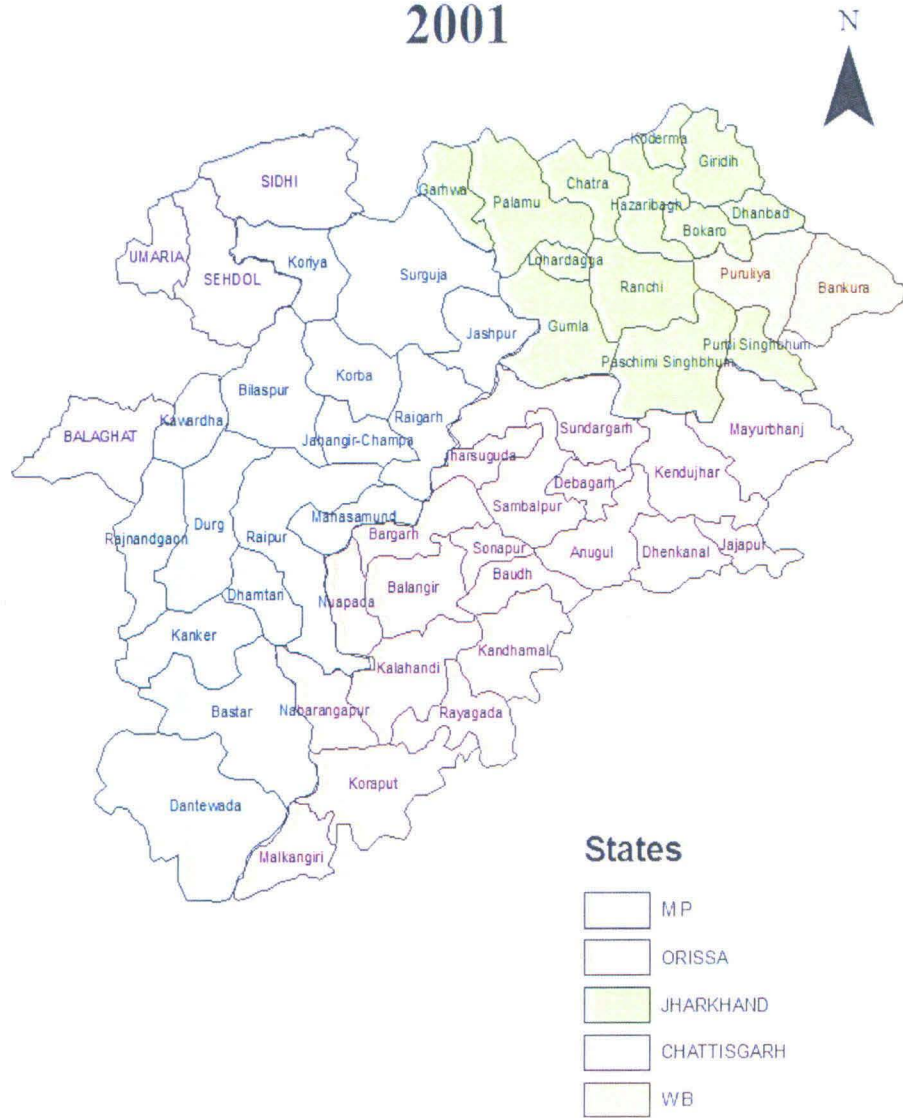 2001
N
Koderma
Giridih
SIDHI
Garhwa
Chatra
Palamu
Hazaribagh
Dhanbad
Bokaro
UMARIA
Koriya
SEHDOL
Surguja
Lohardagga
Puruliya
Ranchi
Bankura
Gumla
Jashpur
Purbi Singhbhum
Paschimi Singhbhum
Korba
Bilaspur
Raigarh
Kawardha
BALAGHAT
Jahangir-Champa
Sundargarh
Mayurbhanj
Jharsuguda
Kendujhar
Debagarh
Sambalpur
Mahasamund
Durg
Raipur
Rajnandgaon
Bargarh
Sonapur
Anugul
Dhenkanal
Jajapur
Baudh
Balangir
Dhamtari
Nuapada
Kanker
Kandhamal
Kalahandi
Nabarangapur
Bastar
Rayagada
Koraput
Dantewada
Malkangiri
States
MP
ORISSA
JHARKHAND
CHATTISGARH
WB